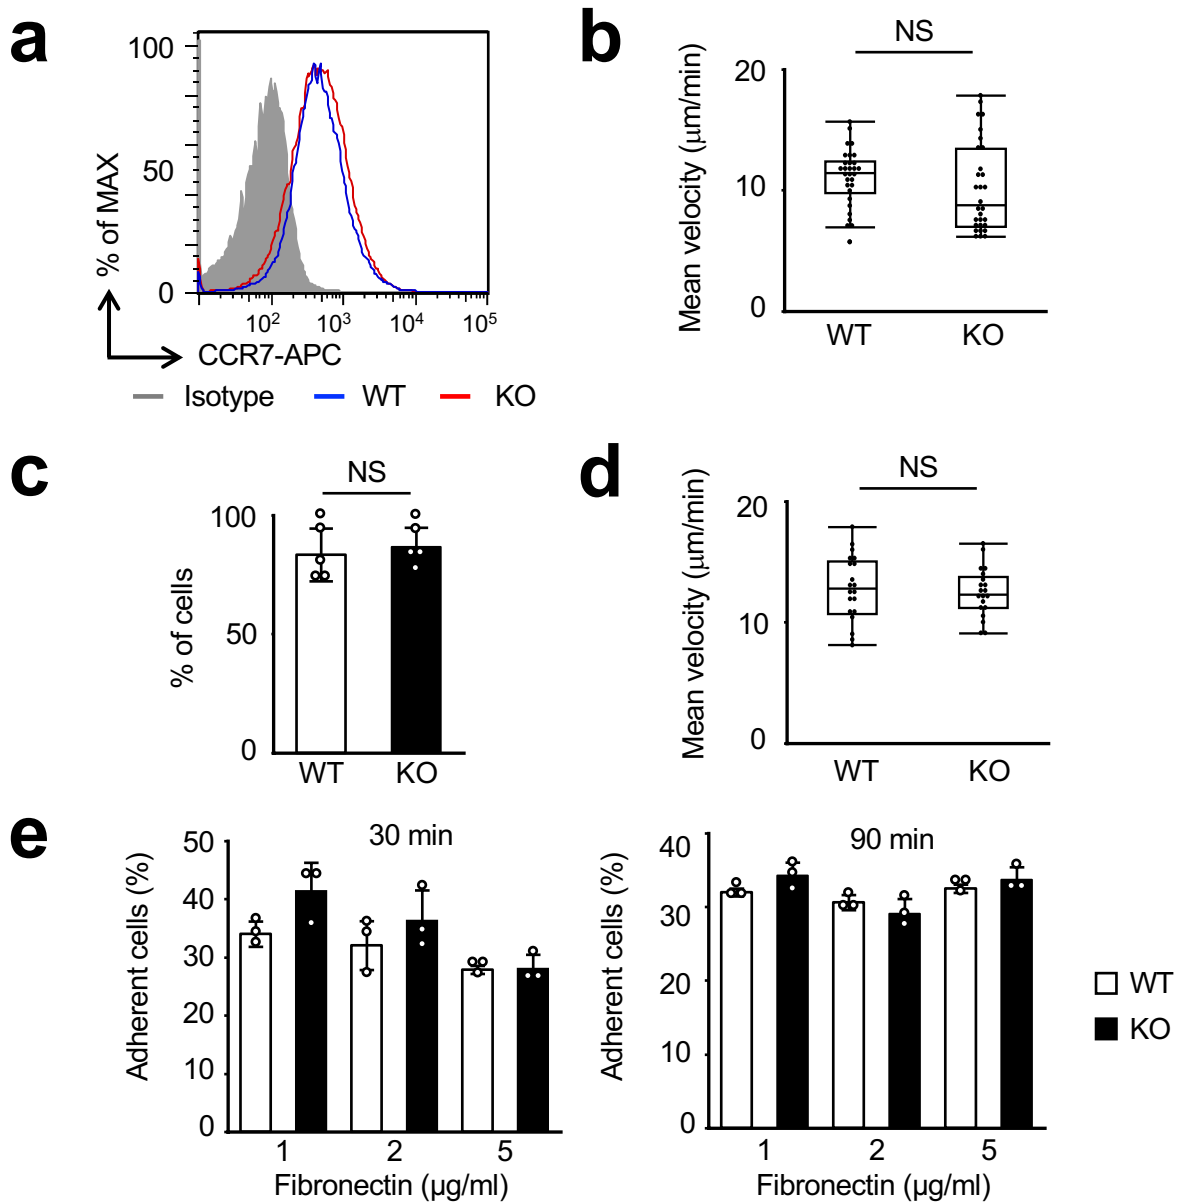 a
100
50
0
% of MAX
10² 10³ 10⁴ 10⁵
CCR7-APC
Isotype WT KO
b
NS
20
10
0
Mean velocity (μm/min)
WT KO
c
NS
100
50
0
% of cells
WT KO
d
NS
20
10
0
Mean velocity (μm/min)
WT KO
e
30 min
50
40
30
20
10
0
Adherent cells (%)
1 2 5
Fibronectin (μg/ml)
90 min
40
30
20
10
0
Adherent cells (%)
1 2 5
Fibronectin (μg/ml)
WT
KO